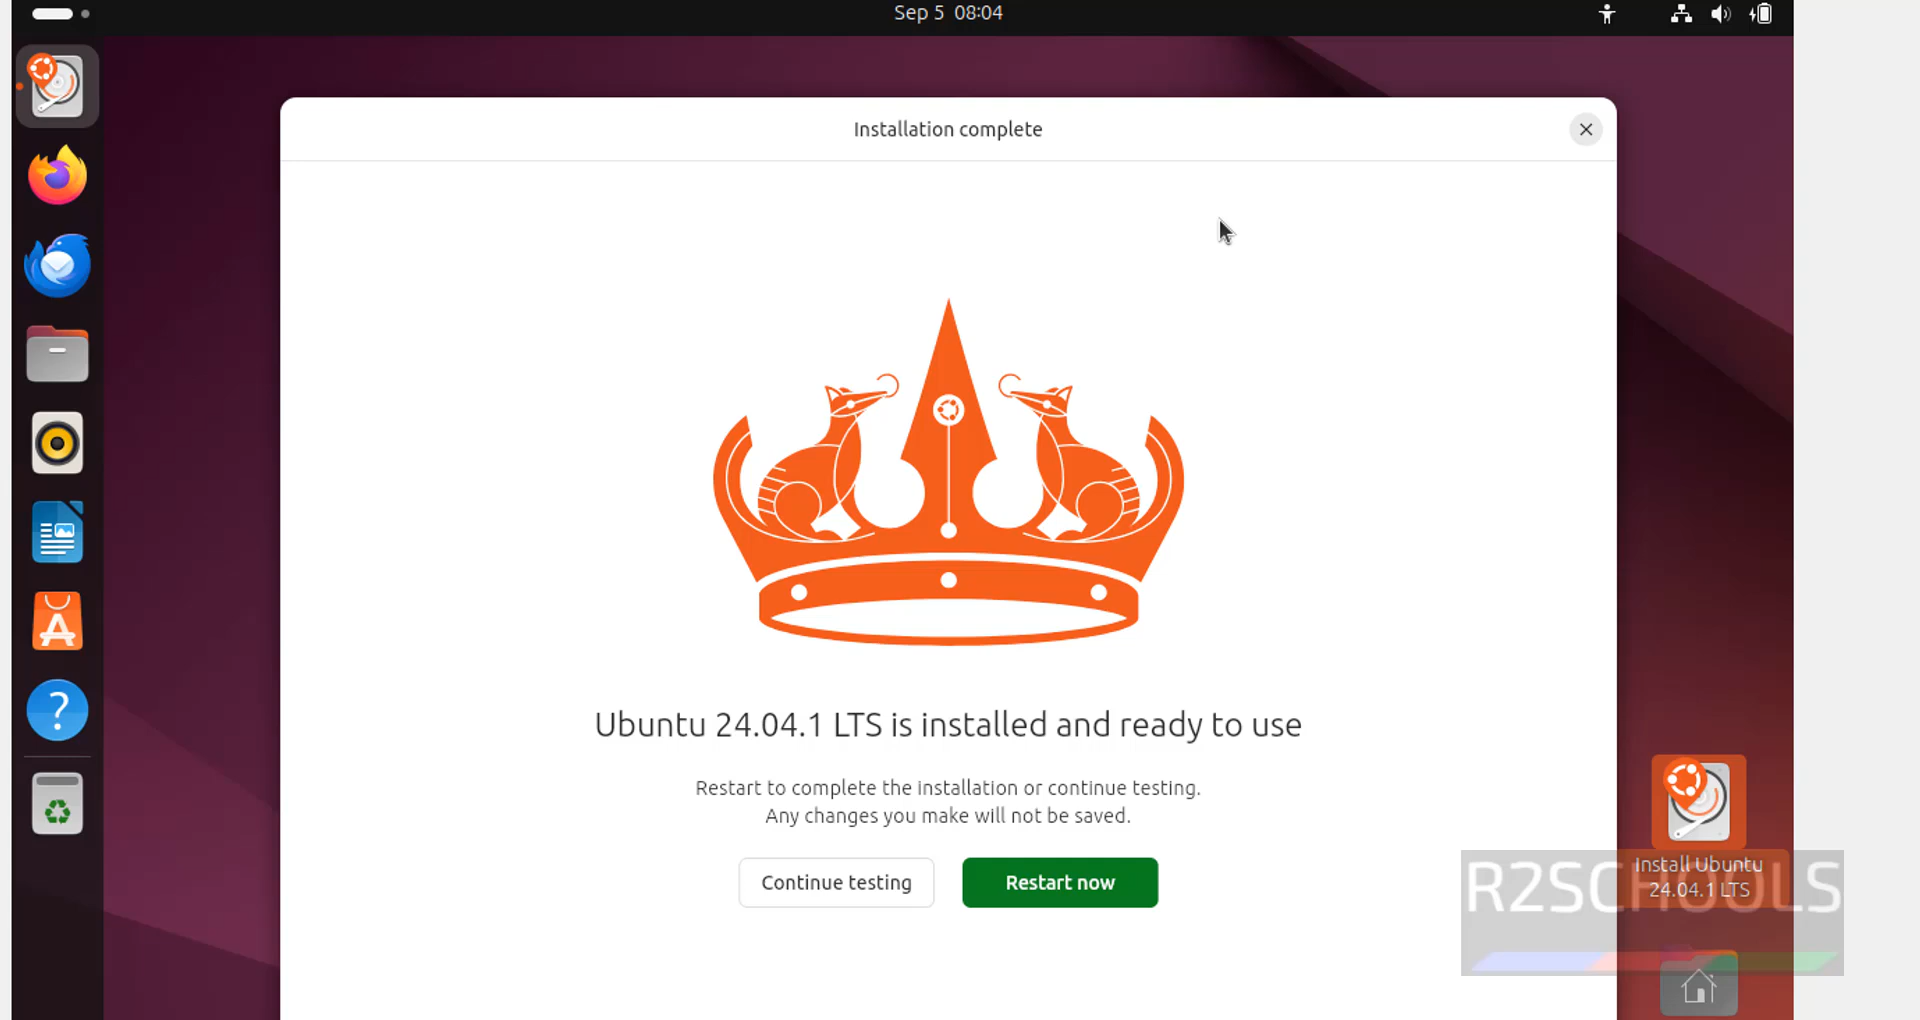 Sep 5 08:04
Installation complete
Ubuntu 24.04.1 LTS is installed and ready to use
Restart to complete the installation or continue testing.
Any changes you make will not be saved.
Continue testing
Restart now
Install Ubuntu
24.04.1 LTS
R2SCHOOLS